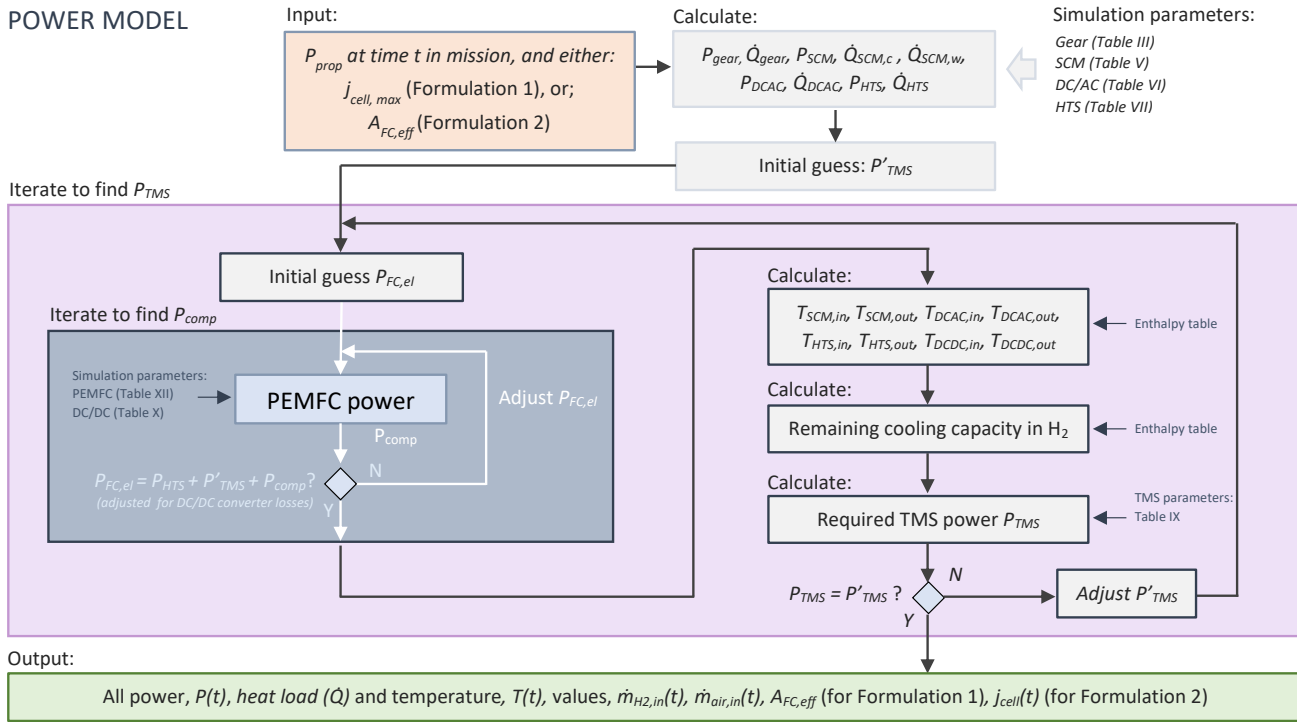 POWER MODEL
Input:
P_prop at time t in mission, and either:
j_cell, max (Formulation 1), or;
A_FC,eff (Formulation 2)
Calculate:
P_gear, Q̇_gear, P_SCM, Q̇_SCM,c , Q̇_SCM,w,
P_DCAC, Q̇_DCAC, P_HTS, Q̇_HTS
Simulation parameters:
Gear (Table III)
SCM (Table V)
DC/AC (Table VI)
HTS (Table VII)
Initial guess: P'_TMS
Iterate to find P_TMS
Initial guess P_FC,el
Iterate to find P_comp
Simulation parameters:
PEMFC (Table XII)
DC/DC (Table X)
PEMFC power
Adjust P_FC,el
P_comp
P_FC,el = P_HTS + P'_TMS + P_comp ?
(adjusted for DC/DC converter losses)
N
Y
Calculate:
T_SCM,in, T_SCM,out, T_DCAC,in, T_DCAC,out,
T_HTS,in, T_HTS,out, T_DCDC,in, T_DCDC,out
Enthalpy table
Calculate:
Remaining cooling capacity in H₂
Enthalpy table
Calculate:
Required TMS power P_TMS
TMS parameters:
Table IX
P_TMS = P'_TMS ?
N
Y
Adjust P'_TMS
Output:
All power, P(t), heat load (Q̇) and temperature, T(t), values, ṁ_H2,in(t), ṁ_air,in(t), A_FC,eff (for Formulation 1), j_cell(t) (for Formulation 2)